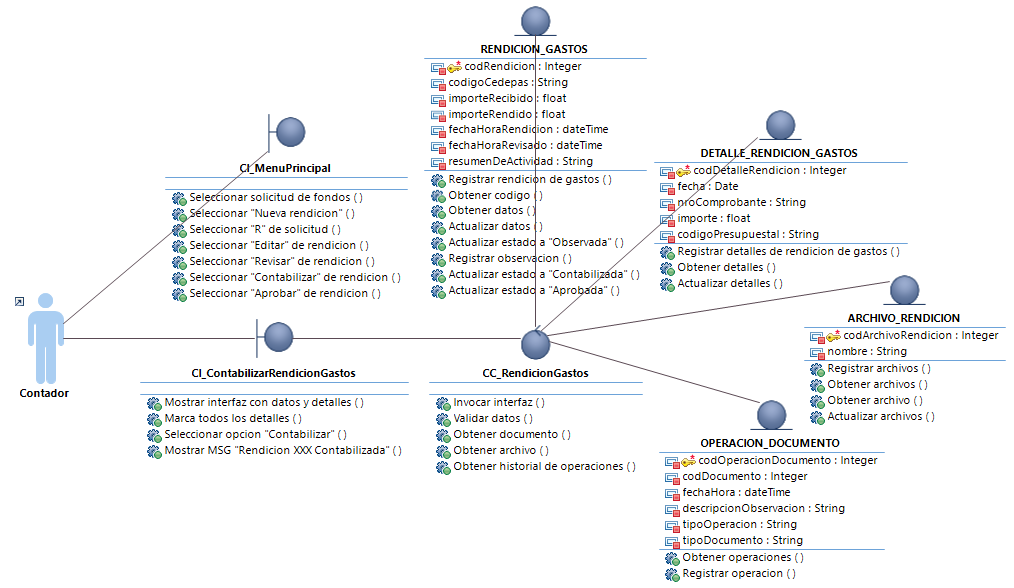 RENDICION_GASTOS
codRendicion : Integer
codigoCedepas : String
importeRecibido : float
importeRendido : float
fechaHoraRendicion : dateTime
fechaHoraRevisado : dateTime
resumenDeActividad : String
Registrar rendicion de gastos ( )
Obtener codigo ( )
Obtener datos ( )
Actualizar datos ( )
Actualizar estado a "Observada" ( )
Registrar observacion ( )
Actualizar estado a "Contabilizada" ( )
Actualizar estado a "Aprobada" ( )
CI_MenuPrincipal
Seleccionar solicitud de fondos ( )
Seleccionar "Nueva rendicion" ( )
Seleccionar "R" de solicitud ( )
Seleccionar "Editar" de rendicion ( )
Seleccionar "Revisar" de rendicion ( )
Seleccionar "Contabilizar" de rendicion ( )
Seleccionar "Aprobar" de rendicion ( )
DETALLE_RENDICION_GASTOS
codDetalleRendicion : Integer
fecha : Date
nroComprobante : String
importe : float
codigoPresupuestal : String
Registrar detalles de rendicion de gastos ( )
Obtener detalles ( )
Actualizar detalles ( )
ARCHIVO_RENDICION
codArchivoRendicion : Integer
nombre : String
Registrar archivos ( )
Obtener archivos ( )
Obtener archivo ( )
Actualizar archivos ( )
Contador
CI_ContabilizarRendicionGastos
Mostrar interfaz con datos y detalles ( )
Marca todos los detalles ( )
Seleccionar opcion "Contabilizar" ( )
Mostrar MSG "Rendicion XXX Contabilizada" ( )
CC_RendicionGastos
Invocar interfaz ( )
Validar datos ( )
Obtener documento ( )
Obtener archivo ( )
Obtener historial de operaciones ( )
OPERACION_DOCUMENTO
codOperacionDocumento : Integer
codDocumento : Integer
fechaHora : dateTime
descripcionObservacion : String
tipoOperacion : String
tipoDocumento : String
Obtener operaciones ( )
Registrar operacion ( )